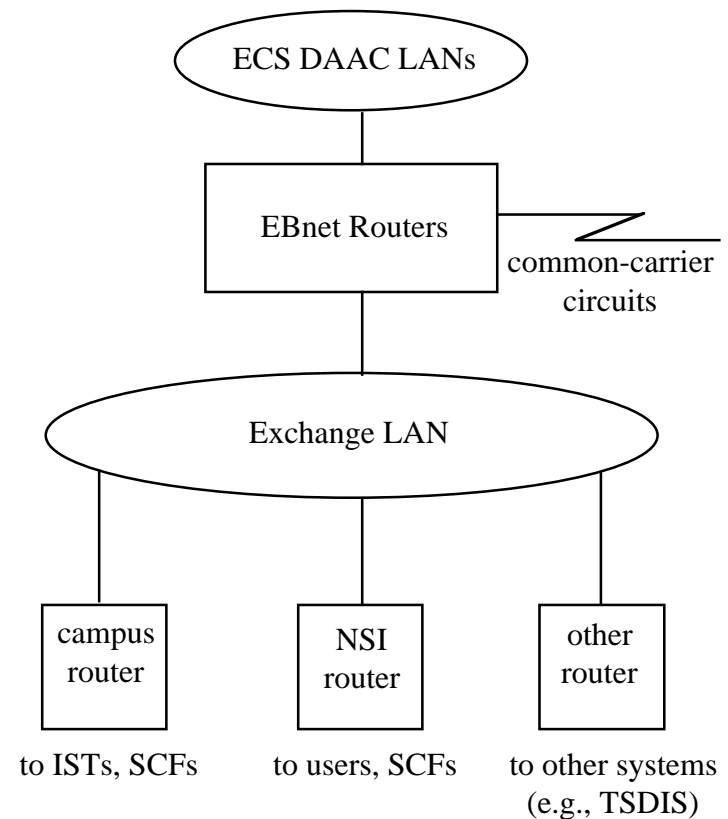 ECS DAAC LANs
EBnet Routers
common-carrier
circuits
Exchange LAN
campus
router
NSI
router
other
router
to ISTs, SCFs
to users, SCFs
to other systems
(e.g., TSDIS)